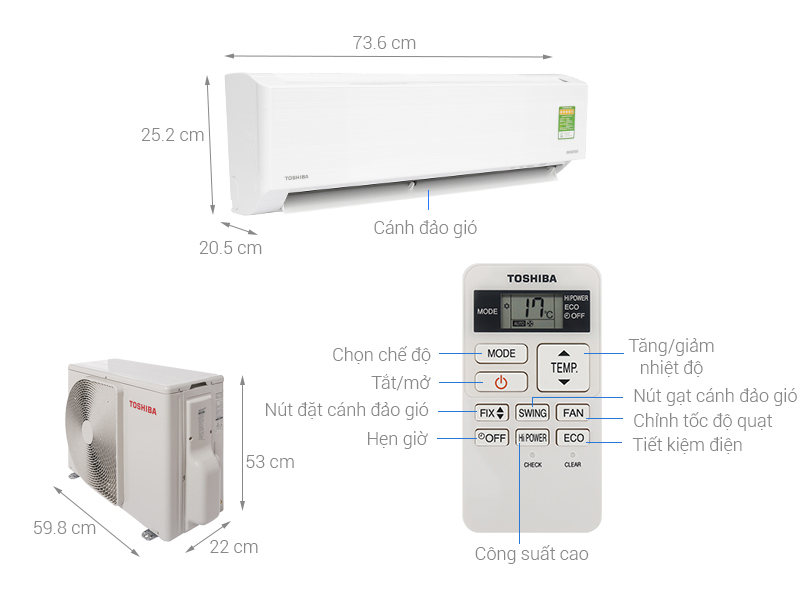 73.6 cm
25.2 cm
TOSHIBA
20.5 cm
Cánh đảo gió
TOSHIBA
MODE
17°C
AUTO
Hi POWER
ECO
OFF
Chọn chế độ
MODE
TEMP.
Tăng/giảm
nhiệt độ
Tắt/mở
Nút đặt cánh đảo gió
FIX
SWING
FAN
Nút gạt cánh đảo gió
Chỉnh tốc độ quạt
Hẹn giờ
OFF
Hi POWER
ECO
Tiết kiệm điện
CHECK
CLEAR
Công suất cao
TOSHIBA
53 cm
59.8 cm
22 cm